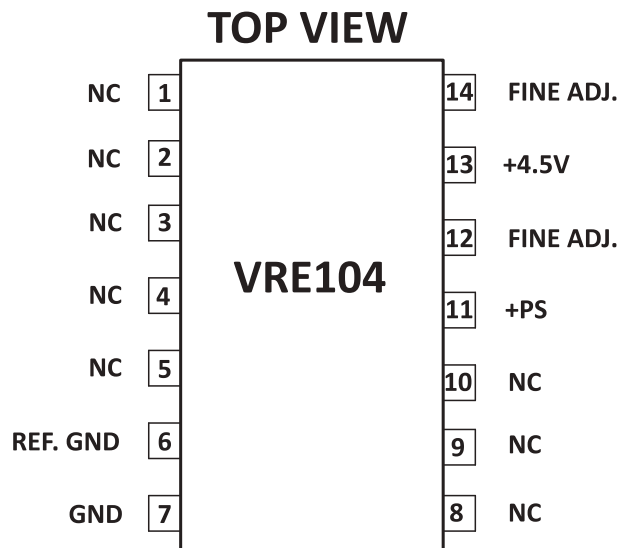 TOP VIEW
NC 1 14 FINE ADJ.
NC 2 13 +4.5V
NC 3 12 FINE ADJ.
VRE104
NC 4 11 +PS
NC 5 10 NC
REF. GND 6 9 NC
GND 7 8 NC